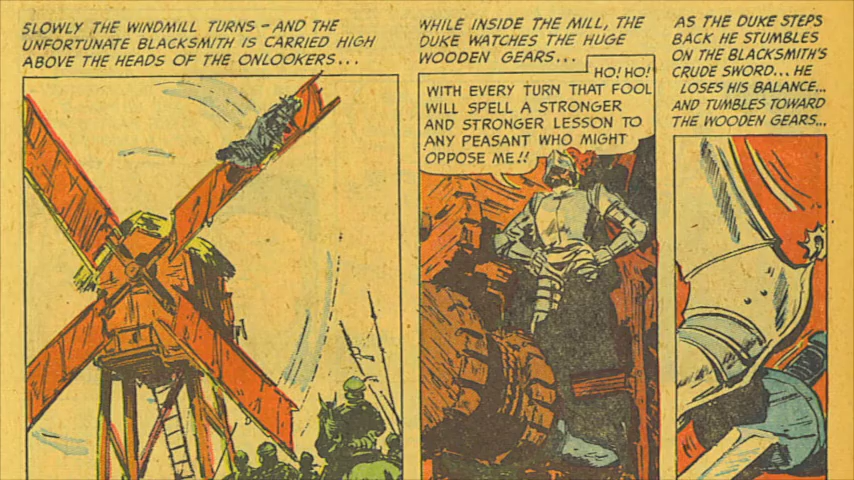 SLOWLY THE WINDMILL TURNS - AND THE
UNFORTUNATE BLACKSMITH IS CARRIED HIGH
ABOVE THE HEADS OF THE ONLOOKERS...
WHILE INSIDE THE MILL, THE
DUKE WATCHES THE HUGE
WOODEN GEARS...
HO! HO!
WITH EVERY TURN THAT FOOL
WILL SPELL A STRONGER
AND STRONGER LESSON TO
ANY PEASANT WHO MIGHT
OPPOSE ME!!
AS THE DUKE STEPS
BACK HE STUMBLES
ON THE BLACKSMITH'S
CRUDE SWORD... HE
LOSES HIS BALANCE...
AND TUMBLES TOWARD
THE WOODEN GEARS...